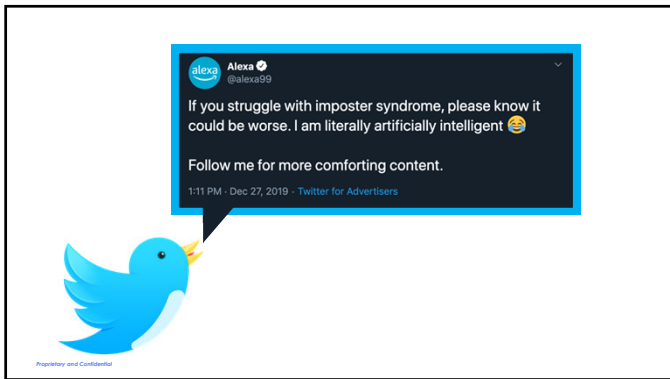 alexa
Alexa
@alexa99
If you struggle with imposter syndrome, please know it
could be worse. I am literally artificially intelligent 😂
Follow me for more comforting content.
1:11 PM · Dec 27, 2019 · Twitter for Advertisers
Proprietary and Confidential